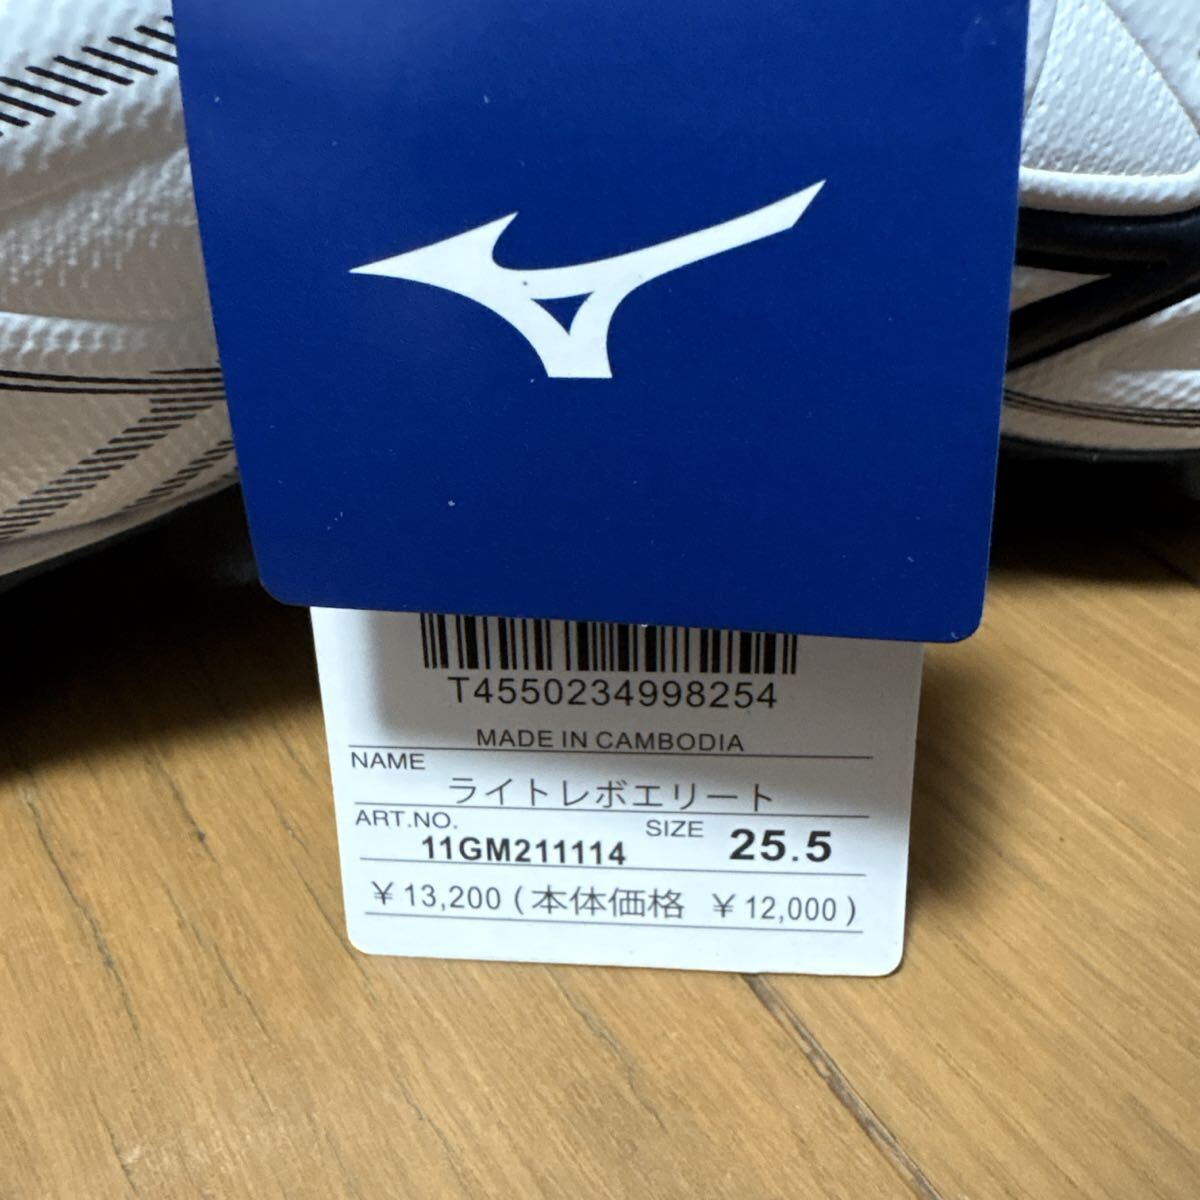 T4550234998254
MADE IN CAMBODIA
NAME
ライトレボエリート
ART.NO.
11GM211114
SIZE 25.5
¥13,200 (本体価格 ¥12,000)